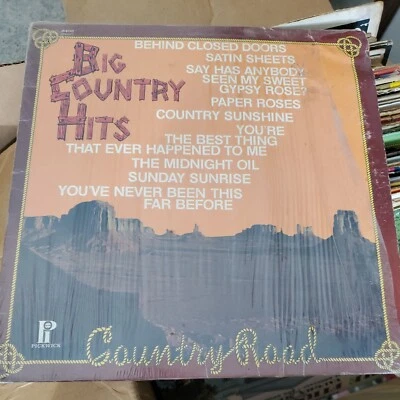 BIG
COUNTRY
HITS
BEHIND CLOSED DOORS
SATIN SHEETS
SAY HAS ANYBODY
SEEN MY SWEET
GYPSY ROSE?
PAPER ROSES
COUNTRY SUNSHINE
YOU'RE
THE BEST THING
THAT EVER HAPPENED TO ME
THE MIDNIGHT OIL
SUNDAY SUNRISE
YOU'VE NEVER BEEN THIS
FAR BEFORE
Pi
PICKWICK
Country Road